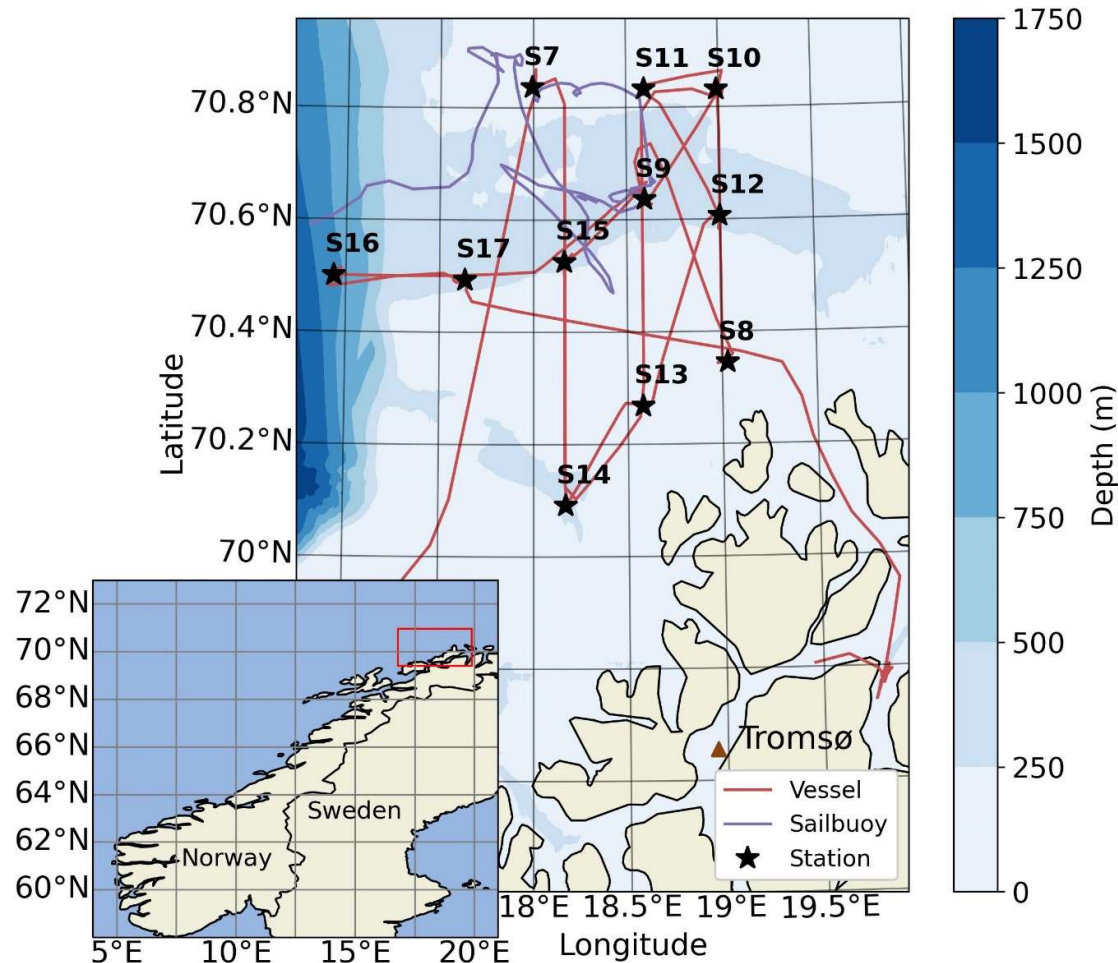 S7
S11
S10
S9
S12
S15
S16
S17
S8
S13
S14
70.8°N
70.6°N
70.4°N
70.2°N
70°N
Latitude
Tromsø
Vessel
Sailbuoy
Station
18°E
18.5°E
19°E
19.5°E
Longitude
72°N
70°N
68°N
66°N
64°N
62°N
60°N
Sweden
Norway
5°E
10°E
15°E
20°E
1750
1500
1250
1000
750
500
250
0
Depth (m)